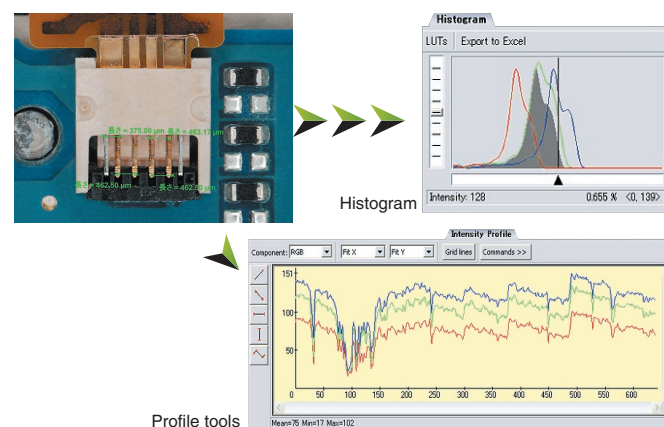 Histogram
LUTs Export to Excel
長さ = 375.00 µm
長さ = 463.17 µm
長さ = 462.50 µm
長さ = 462.50 µm
Histogram
Intensity: 128 0.655 % <0, 139>
Intensity Profile
Component: RGB Fit X Fit Y Grid lines Commands >>
151
100
50
0 50 100 150 200 250 300 350 400 450 500 550 600
Mean=75 Min=17 Max=102
Profile tools